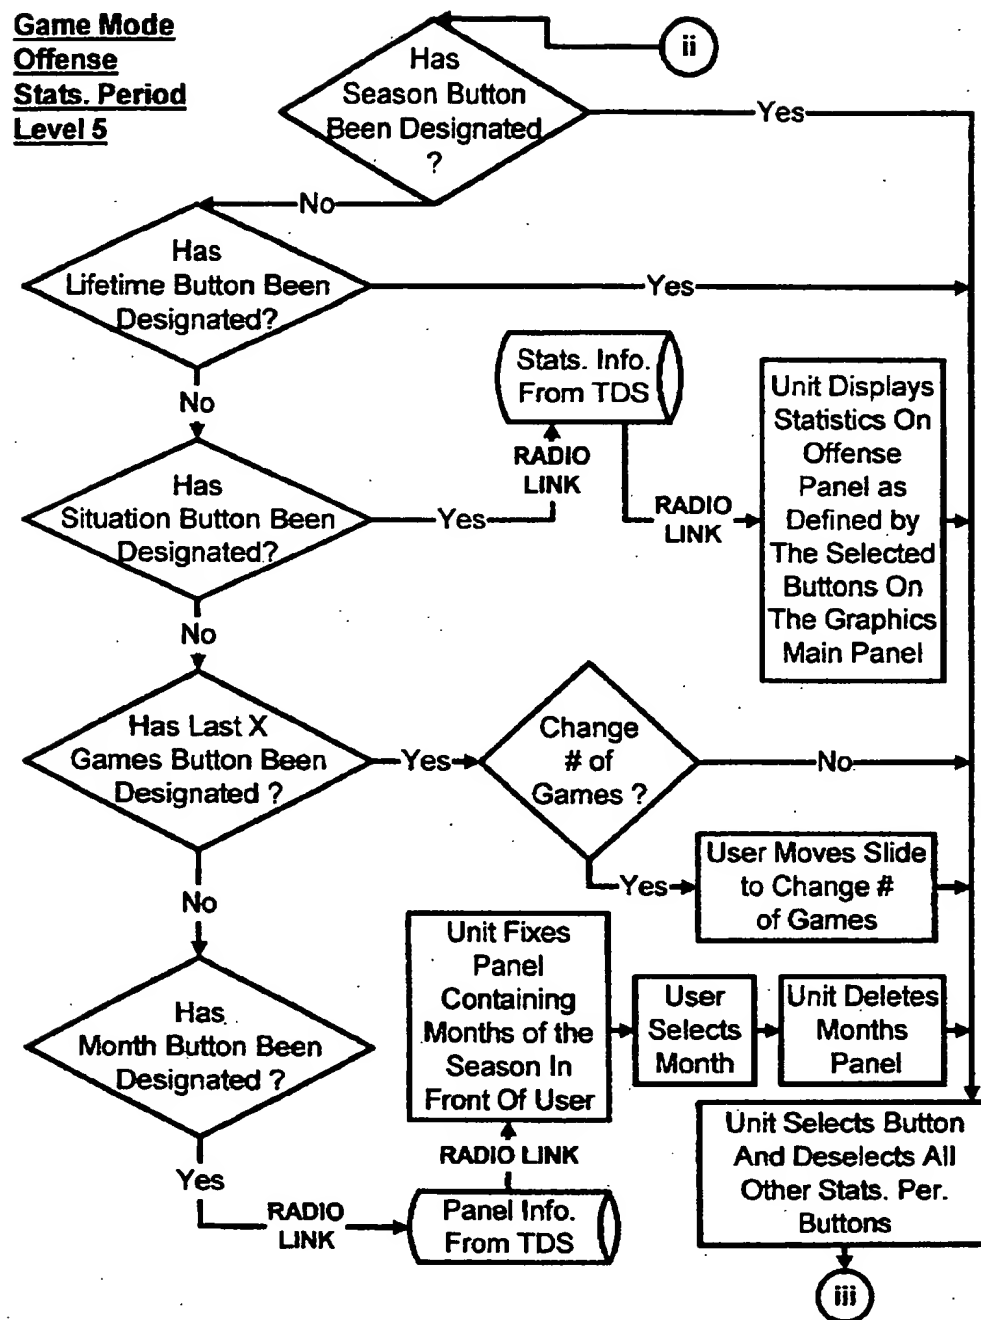 Game Mode
Offense
Stats. Period
Level 5
ii
Has
Season Button
Been Designated
?
Yes
No
Has
Lifetime Button Been
Designated?
Yes
No
Stats. Info.
From TDS
RADIO
LINK
RADIO
LINK
Unit Displays
Statistics On
Offense
Panel as
Defined by
The Selected
Buttons On
The Graphics
Main Panel
Has
Situation Button Been
Designated?
Yes
No
Has Last X
Games Button Been
Designated ?
Yes
Change
# of
Games ?
No
Yes
User Moves Slide
to Change #
of Games
No
Has
Month Button Been
Designated ?
Yes
RADIO
LINK
Panel Info.
From TDS
RADIO LINK
Unit Fixes
Panel
Containing
Months of the
Season In
Front Of User
User
Selects
Month
Unit Deletes
Months
Panel
Unit Selects Button
And Deselects All
Other Stats. Per.
Buttons
iii